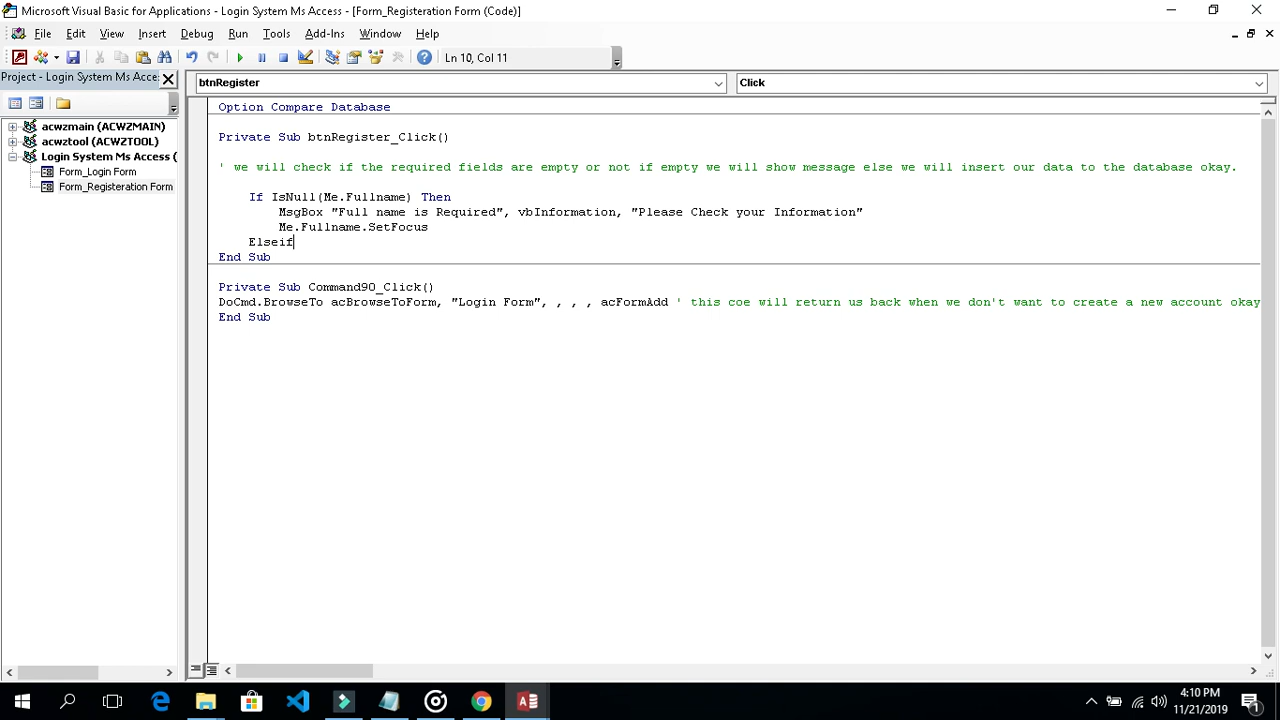 Microsoft Visual Basic for Applications - Login System Ms Access - [Form_Registeration Form (Code)]
File Edit View Insert Debug Run Tools Add-Ins Window Help
Ln 10, Col 11
Project - Login System Ms Acce
btnRegister
Click
acwzmain (ACWZMAIN)
acwztool (ACWZTOOL)
Login System Ms Access (
Form_Login Form
Form_Registeration Form
Option Compare Database
Private Sub btnRegister_Click()
' we will check if the required fields are empty or not if empty we will show message else we will insert our data to the database okay.
If IsNull(Me.Fullname) Then
MsgBox "Full name is Required", vbInformation, "Please Check your Information"
Me.Fullname.SetFocus
Elseif
End Sub
Private Sub Command90_Click()
DoCmd.BrowseTo acBrowseToForm, "Login Form", , , , acFormAdd ' this coe will return us back when we don't want to create a new account okay
End Sub
4:10 PM
11/21/2019
1